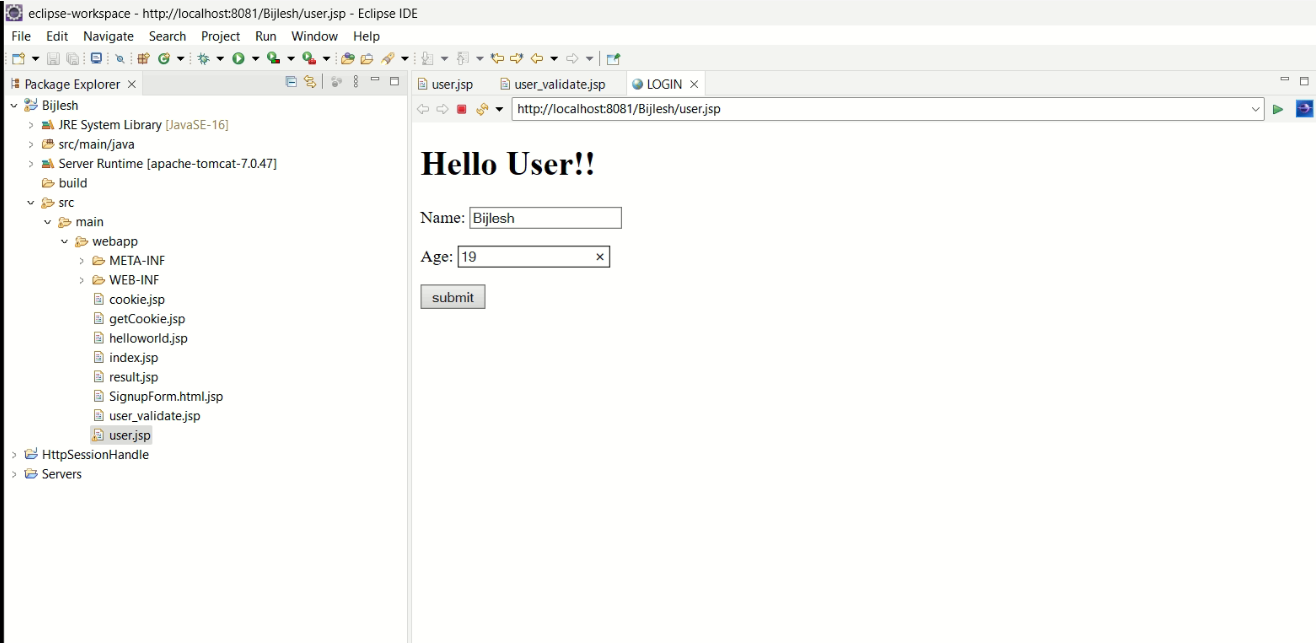 eclipse-workspace - http://localhost:8081/Bijlesh/user.jsp - Eclipse IDE
File Edit Navigate Search Project Run Window Help
Package Explorer
Bijlesh
JRE System Library [JavaSE-16]
src/main/java
Server Runtime [apache-tomcat-7.0.47]
build
src
main
webapp
META-INF
WEB-INF
cookie.jsp
getCookie.jsp
helloworld.jsp
index.jsp
result.jsp
SignupForm.html.jsp
user_validate.jsp
user.jsp
HttpSessionHandle
Servers
user.jsp user_validate.jsp LOGIN
http://localhost:8081/Bijlesh/user.jsp
Hello User!!
Name: Bijlesh
Age: 19
submit